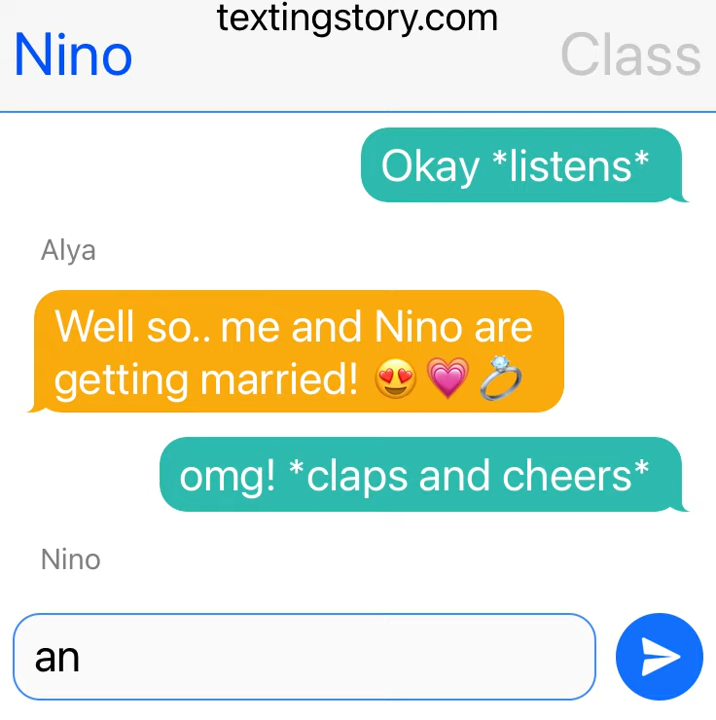 textingstory.com
Nino Class
Okay *listens*
Alya
Well so.. me and Nino are
getting married! 😍💗💍
omg! *claps and cheers*
Nino
an